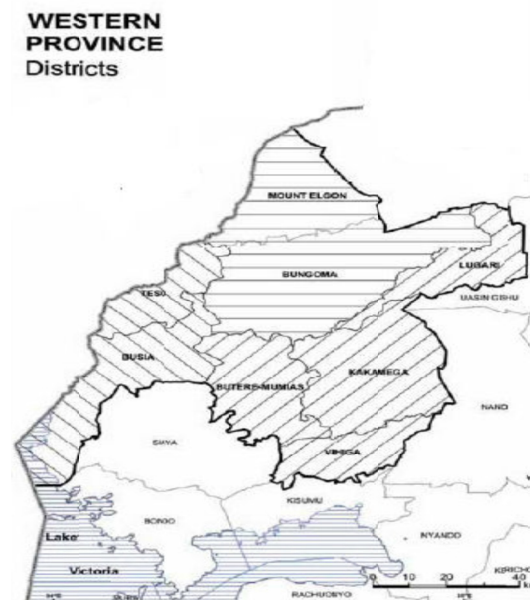 WESTERN
PROVINCE
Districts
MOUNT ELGON
BUNGOMA
LUGARI
TESO
UASIN GISHU
BUSIA
BUTERE-MUMIAS
KAKAMEGA
NANDI
SIAYA
VIHIGA
KISUMU
BONDO
NYANDO
Lake
Victoria
RACHUONYO
0 10 20 40